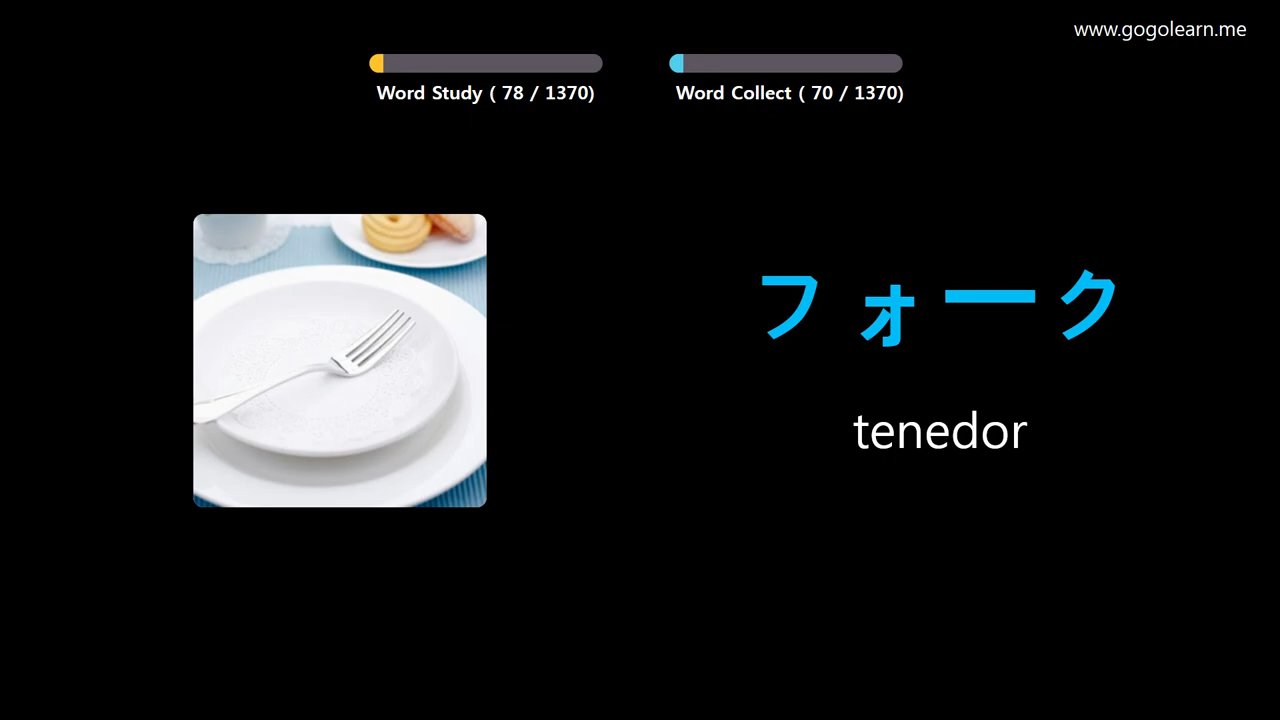 www.gogolearn.me
Word Study ( 78 / 1370)
Word Collect ( 70 / 1370)
フォーク
tenedor